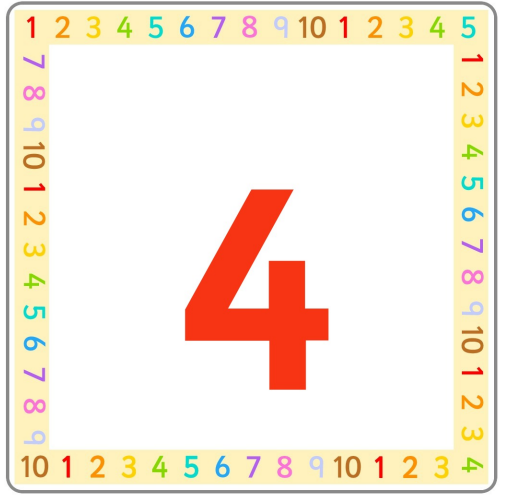 1 2 3 4 5 6 7 8 9 10 1 2 3 4 5
1 2 3 4 5 6 7 8 9 10 1 2 3 4
4
7 8 9 10 1 2 3 4 5 6 7 8 9
10 1 2 3 4 5 6 7 8 9 10 1 2 3